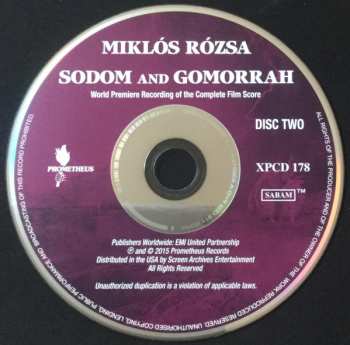 MIKLÓS RÓZSA
SODOM AND GOMORRAH
World Premiere Recording of the Complete Film Score
DISC TWO
PROMETHEUS
XPCD 178
SABAM™
Publishers Worldwide: EMI United Partnership
℗ and © 2015 Prometheus Records
Distributed in the USA by Screen Archives Entertainment
All Rights Reserved
Unauthorized duplication is a violation of applicable laws.
ALL RIGHTS OF THE PRODUCER AND OF THE OWNER OF THE WORK REPRODUCED RESERVED. UNAUTHORISED COPYING, LENDING, PUBLIC PERFORMANCE AND BROADCASTING OF THIS RECORD PROHIBITED.